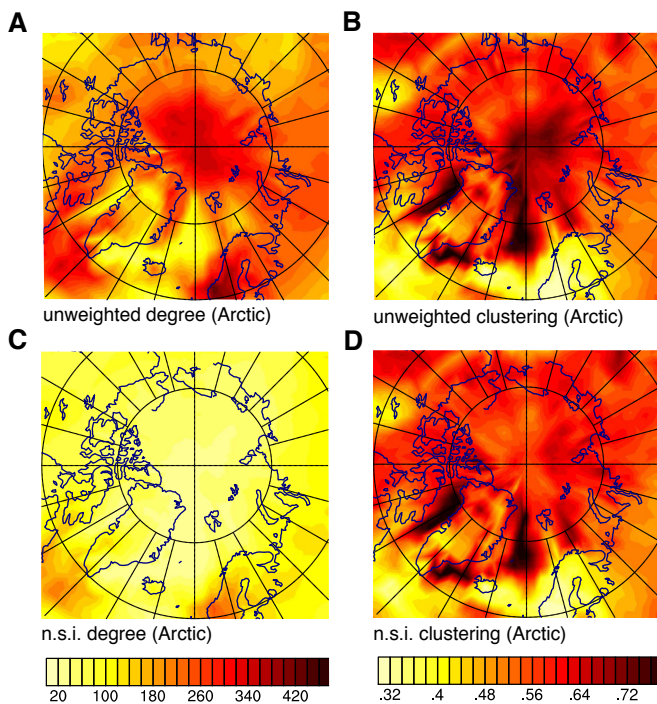 A
B
unweighted degree (Arctic)
unweighted clustering (Arctic)
C
D
n.s.i. degree (Arctic)
n.s.i. clustering (Arctic)
20 100 180 260 340 420
.32 .4 .48 .56 .64 .72